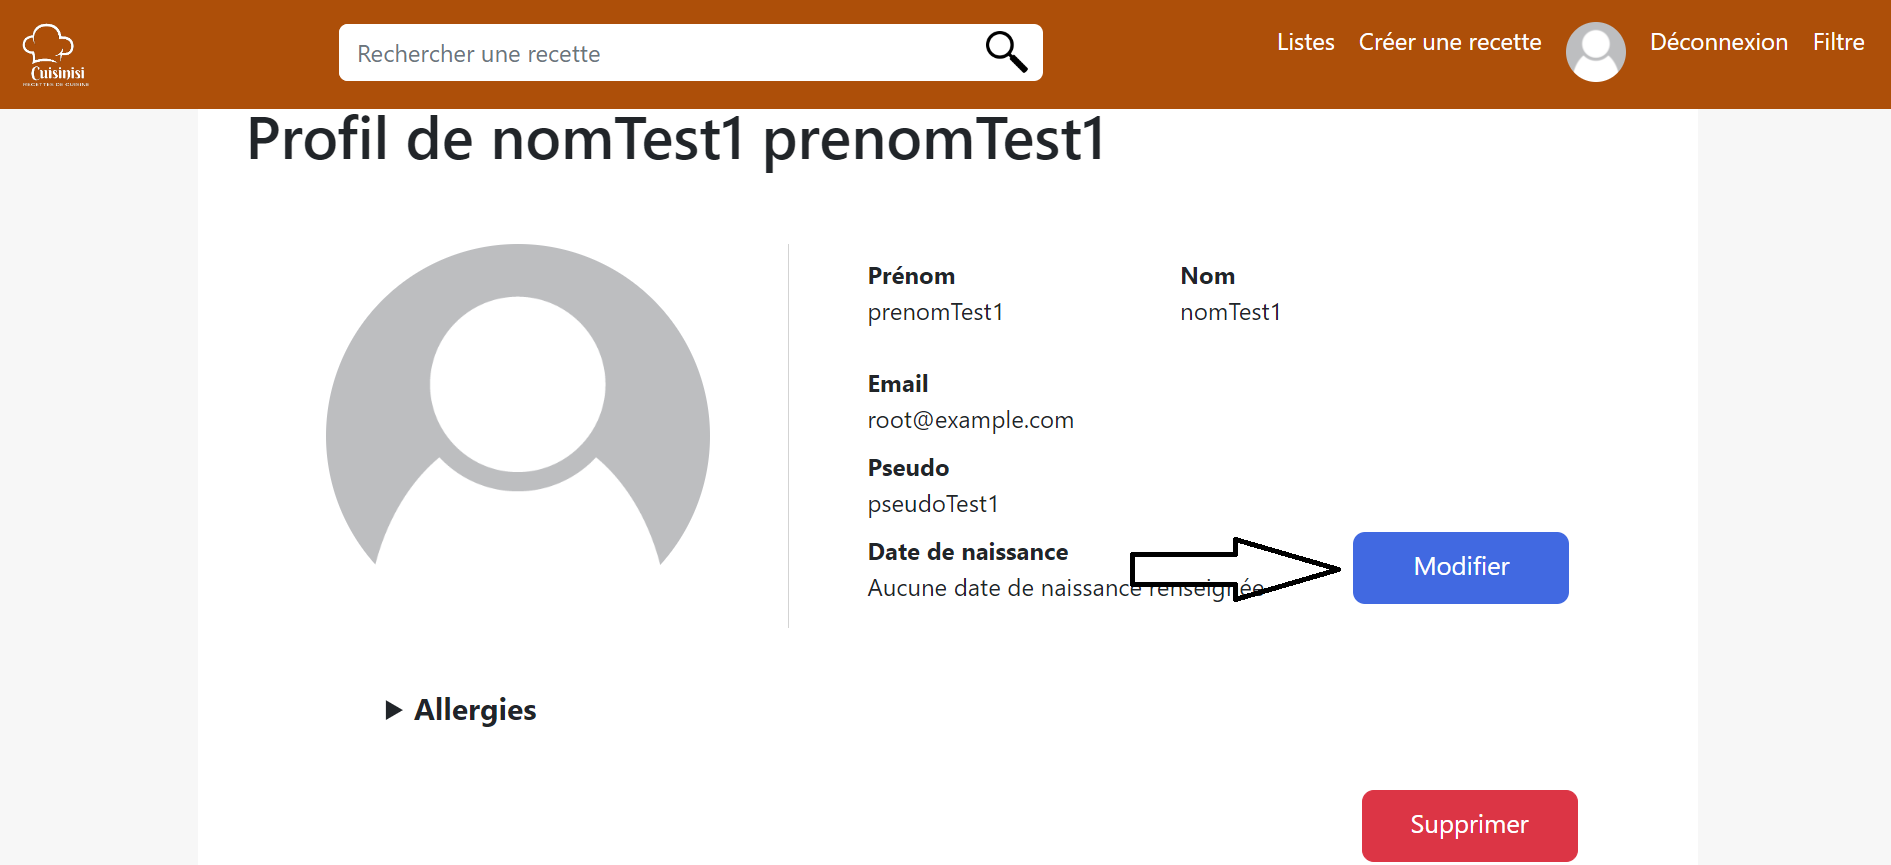 Cuisinisi
RECETTES DE CUISINE
Rechercher une recette
Listes
Créer une recette
Déconnexion
Filtre
Profil de nomTest1 prenomTest1
Prénom
prenomTest1
Nom
nomTest1
Email
root@example.com
Pseudo
pseudoTest1
Date de naissance
Aucune date de naissance renseignée
Modifier
Allergies
Supprimer